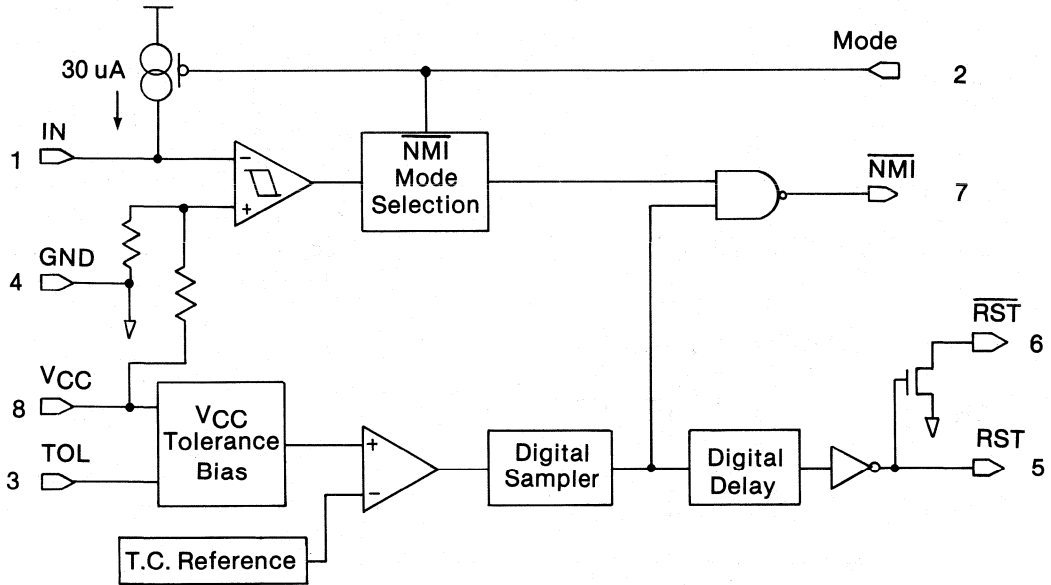 Mode
2
30 uA
IN
1
−
+
NMI
Mode
Selection
NMI
7
GND
4
RST
6
VCC
8
VCC
Tolerance
Bias
TOL
3
+
−
Digital
Sampler
Digital
Delay
RST
5
T.C. Reference